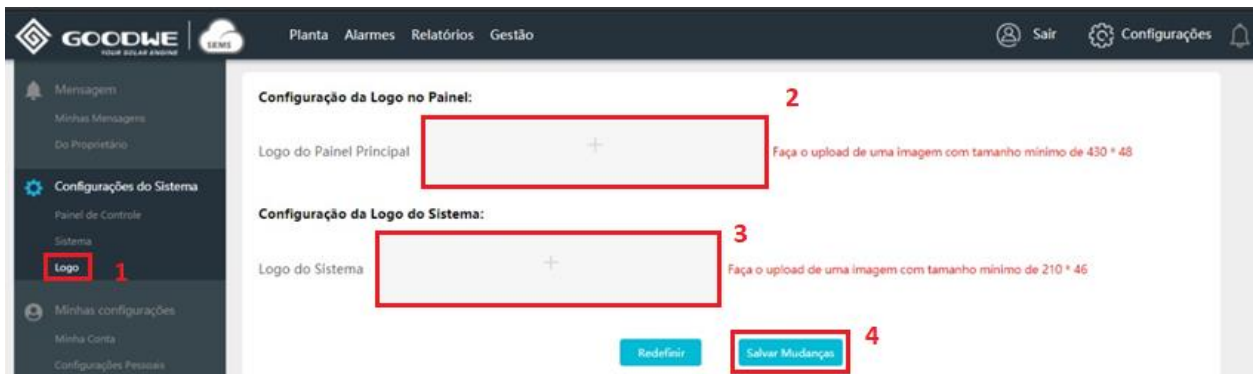 GOODWE
YOUR SOLAR ENGINE
SEMS
Planta Alarmes Relatórios Gestão
Sair
Configurações
Mensagem
Minhas Mensagens
Do Proprietário
Configurações do Sistema
Painel de Controle
Sistema
Logo
1
Minhas configurações
Minha Conta
Configurações Pessoais
Configuração da Logo no Painel:
2
Logo do Painel Principal
Faça o upload de uma imagem com tamanho mínimo de 430 * 48
Configuração da Logo do Sistema:
3
Logo do Sistema
Faça o upload de uma imagem com tamanho mínimo de 210 * 46
Redefinir
Salvar Mudanças
4